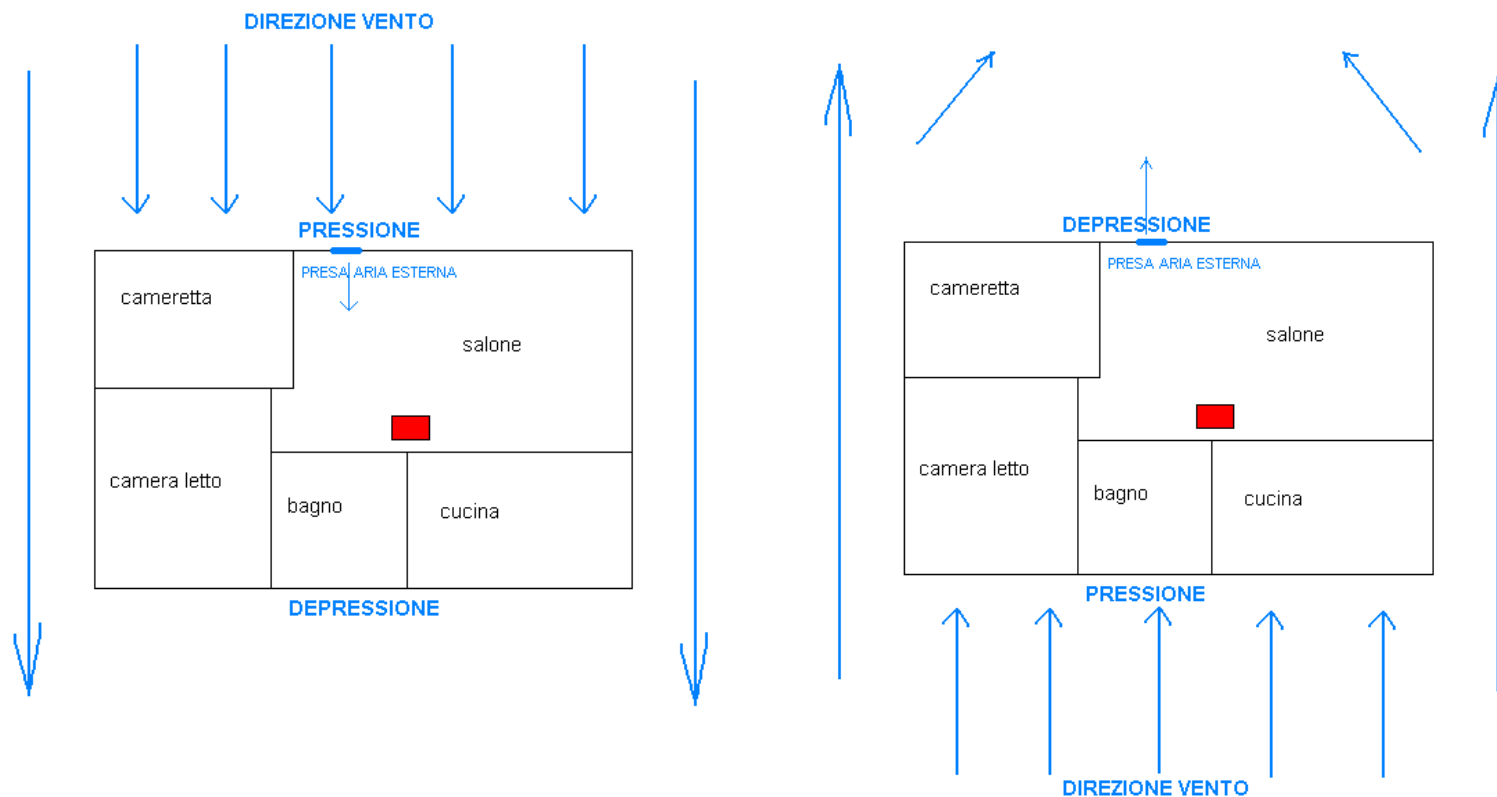 DIREZIONE VENTO
PRESSIONE
PRESA ARIA ESTERNA
cameretta
salone
camera letto
bagno
cucina
DEPRESSIONE
DEPRESSIONE
PRESA ARIA ESTERNA
cameretta
salone
camera letto
bagno
cucina
PRESSIONE
DIREZIONE VENTO